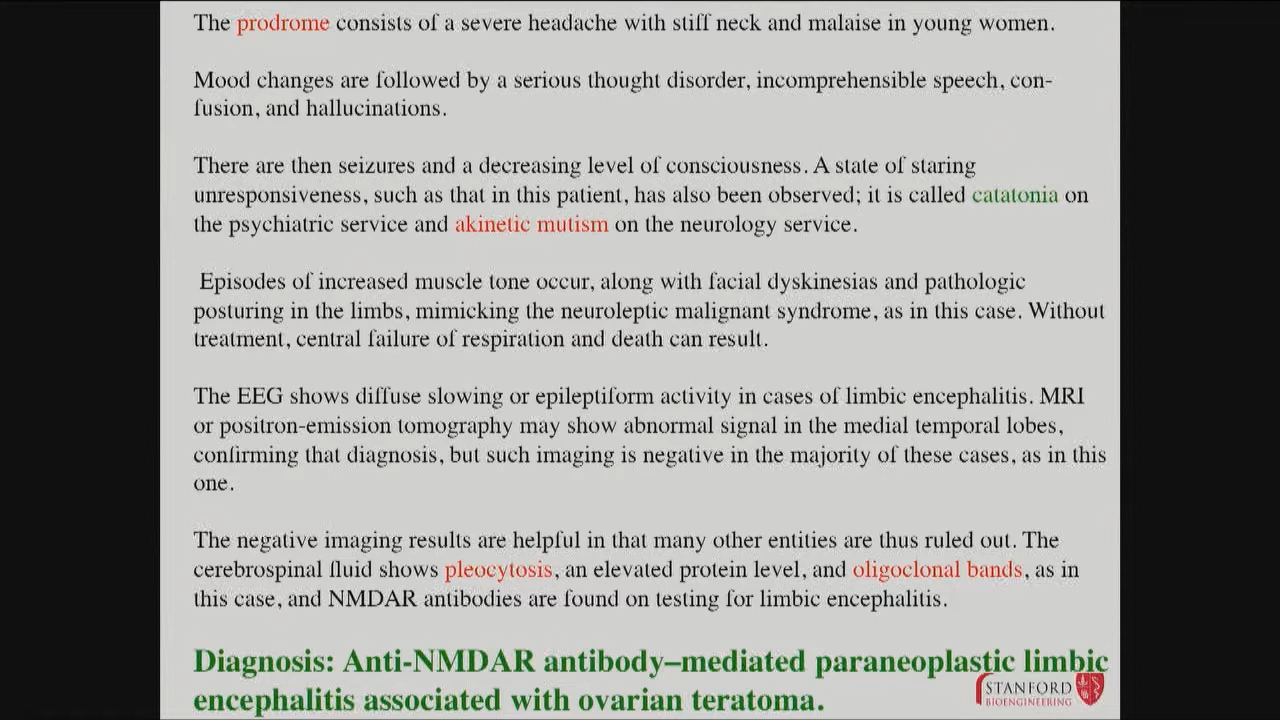 The prodrome consists of a severe headache with stiff neck and malaise in young women.
Mood changes are followed by a serious thought disorder, incomprehensible speech, con-
fusion, and hallucinations.
There are then seizures and a decreasing level of consciousness. A state of staring
unresponsiveness, such as that in this patient, has also been observed; it is called catatonia on
the psychiatric service and akinetic mutism on the neurology service.
Episodes of increased muscle tone occur, along with facial dyskinesias and pathologic
posturing in the limbs, mimicking the neuroleptic malignant syndrome, as in this case. Without
treatment, central failure of respiration and death can result.
The EEG shows diffuse slowing or epileptiform activity in cases of limbic encephalitis. MRI
or positron-emission tomography may show abnormal signal in the medial temporal lobes,
confirming that diagnosis, but such imaging is negative in the majority of these cases, as in this
one.
The negative imaging results are helpful in that many other entities are thus ruled out. The
cerebrospinal fluid shows pleocytosis, an elevated protein level, and oligoclonal bands, as in
this case, and NMDAR antibodies are found on testing for limbic encephalitis.
Diagnosis: Anti-NMDAR antibody–mediated paraneoplastic limbic
encephalitis associated with ovarian teratoma.
STANFORD
BIOENGINEERING